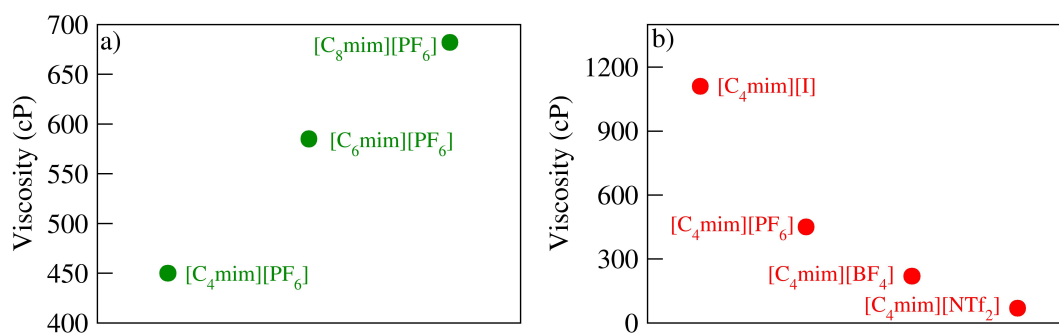 a)
Viscosity (cP)
700
650
600
550
500
450
400
[C₈mim][PF₆]
[C₆mim][PF₆]
[C₄mim][PF₆]
b)
Viscosity (cP)
1200
900
600
300
0
[C₄mim][I]
[C₄mim][PF₆]
[C₄mim][BF₄]
[C₄mim][NTf₂]